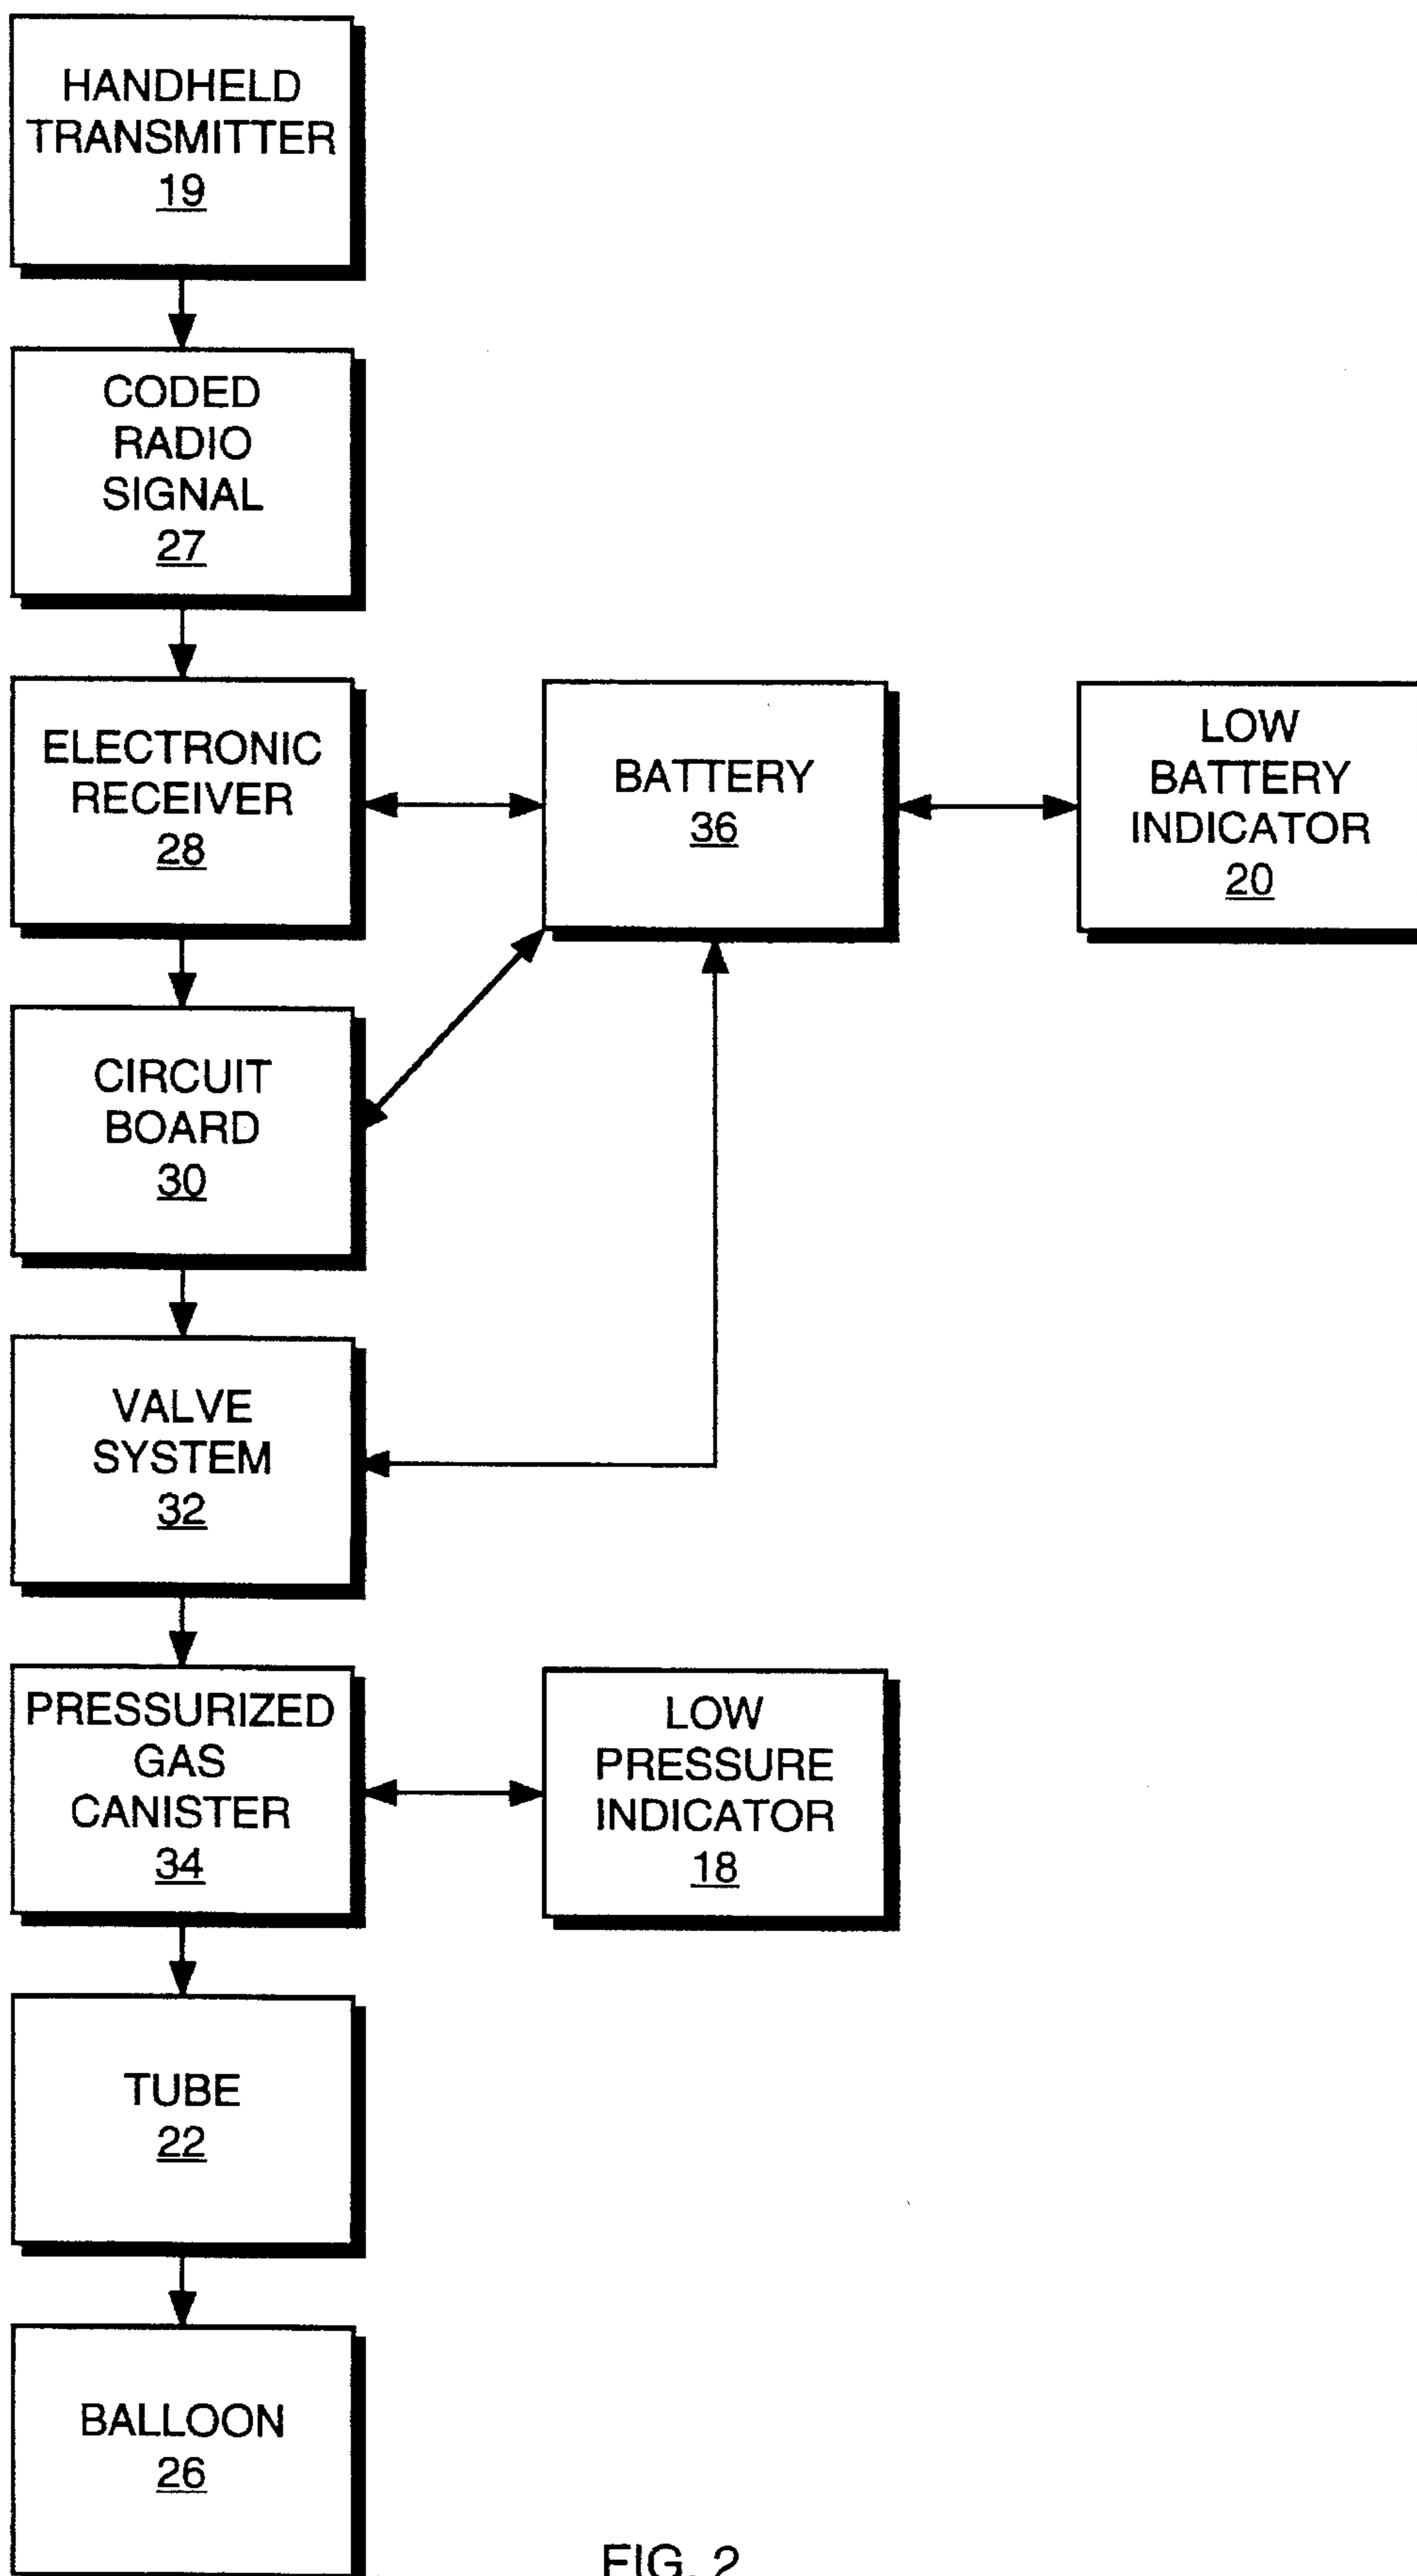 HANDHELD
TRANSMITTER
19
CODED
RADIO
SIGNAL
27
ELECTRONIC
RECEIVER
28
BATTERY
36
LOW
BATTERY
INDICATOR
20
CIRCUIT
BOARD
30
VALVE
SYSTEM
32
PRESSURIZED
GAS
CANISTER
34
LOW
PRESSURE
INDICATOR
18
TUBE
22
BALLOON
26
FIG. 2